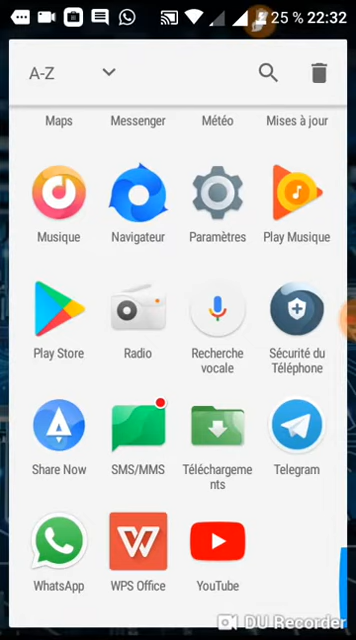 25 % 22:32
A-Z
Maps Messenger Météo Mises à jour
Musique Navigateur Paramètres Play Musique
Play Store Radio Recherche vocale Sécurité du Téléphone
Share Now SMS/MMS Téléchargeme nts Telegram
WhatsApp WPS Office YouTube
DU Recorder